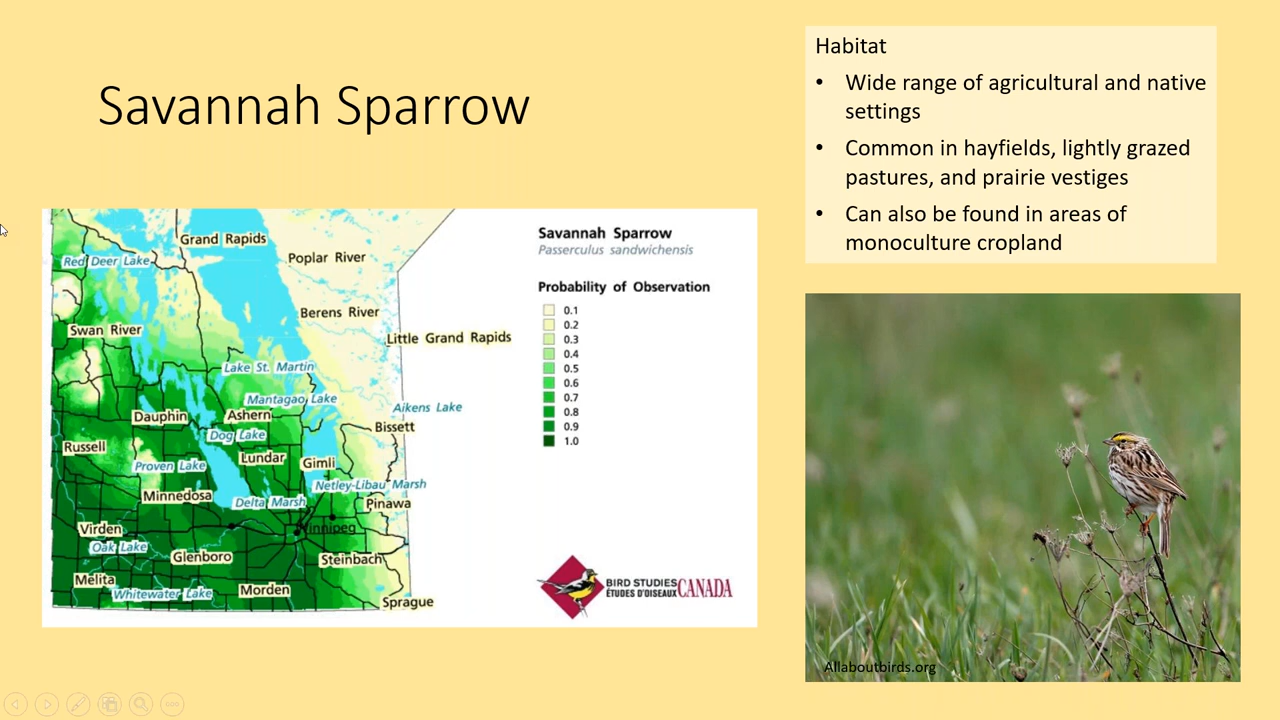 Savannah Sparrow
Habitat
• Wide range of agricultural and native
settings
• Common in hayfields, lightly grazed
pastures, and prairie vestiges
• Can also be found in areas of
monoculture cropland
Grand Rapids
Poplar River
Red Deer Lake
Berens River
Swan River
Little Grand Rapids
Lake St. Martin
Mantagao Lake
Aikens Lake
Dauphin
Ashern
Bissett
Dog Lake
Russell
Lundar
Gimli
Proven Lake
Netley-Libau Marsh
Minnedosa
Delta Marsh
Pinawa
Virden
Winnipeg
Oak Lake
Glenboro
Steinbach
Melita
Whitewater Lake
Morden
Sprague
Savannah Sparrow
Passerculus sandwichensis
Probability of Observation
0.1
0.2
0.3
0.4
0.5
0.6
0.7
0.8
0.9
1.0
BIRD STUDIES
ÉTUDES D'OISEAUX
CANADA
Allaboutbirds.org